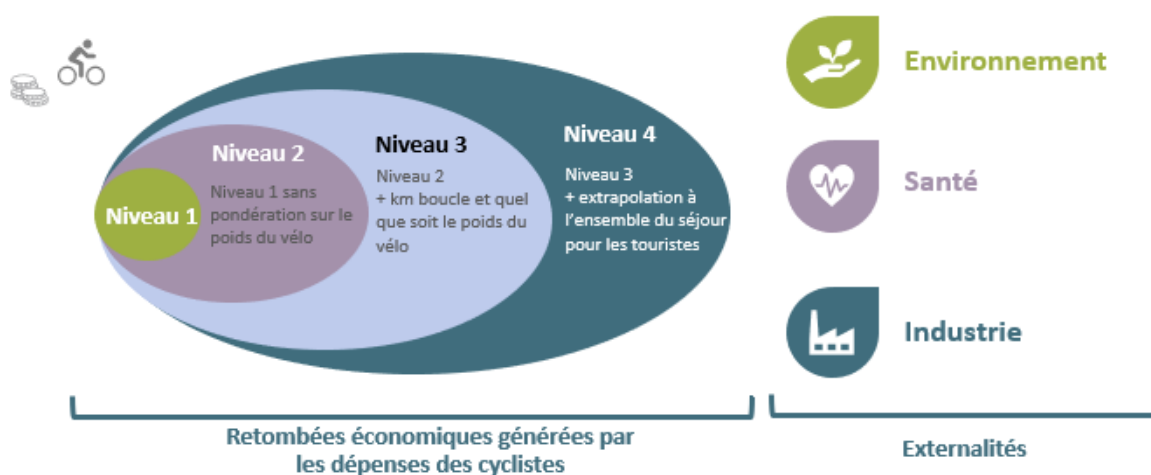 Niveau 1
Niveau 2
Niveau 1 sans
pondération sur le
poids du vélo
Niveau 3
Niveau 2
+ km boucle et quel
que soit le poids du
vélo
Niveau 4
Niveau 3
+ extrapolation à
l'ensemble du séjour
pour les touristes
Retombées économiques générées par
les dépenses des cyclistes
Environnement
Santé
Industrie
Externalités